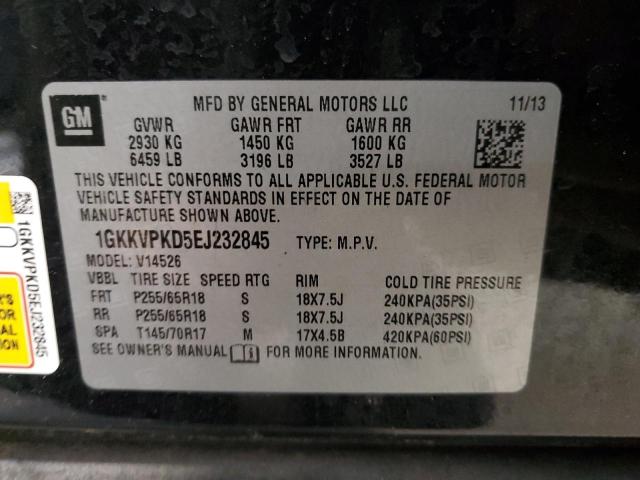 GM
MFD BY GENERAL MOTORS LLC 11/13
GVWR GAWR FRT GAWR RR
2930 KG 1450 KG 1600 KG
6459 LB 3196 LB 3527 LB
THIS VEHICLE CONFORMS TO ALL APPLICABLE U.S. FEDERAL MOTOR
VEHICLE SAFETY STANDARDS IN EFFECT ON THE DATE OF
MANUFACTURE SHOWN ABOVE.
1GKKVPKD5EJ232845 TYPE: M.P.V.
MODEL: V14526
VBBL TIRE SIZE SPEED RTG RIM COLD TIRE PRESSURE
FRT P255/65R18 S 18X7.5J 240KPA(35PSI)
RR P255/65R18 S 18X7.5J 240KPA(35PSI)
SPA T145/70R17 M 17X4.5B 420KPA(60PSI)
SEE OWNER'S MANUAL FOR MORE INFORMATION.
1GKKVPKD5EJ232845